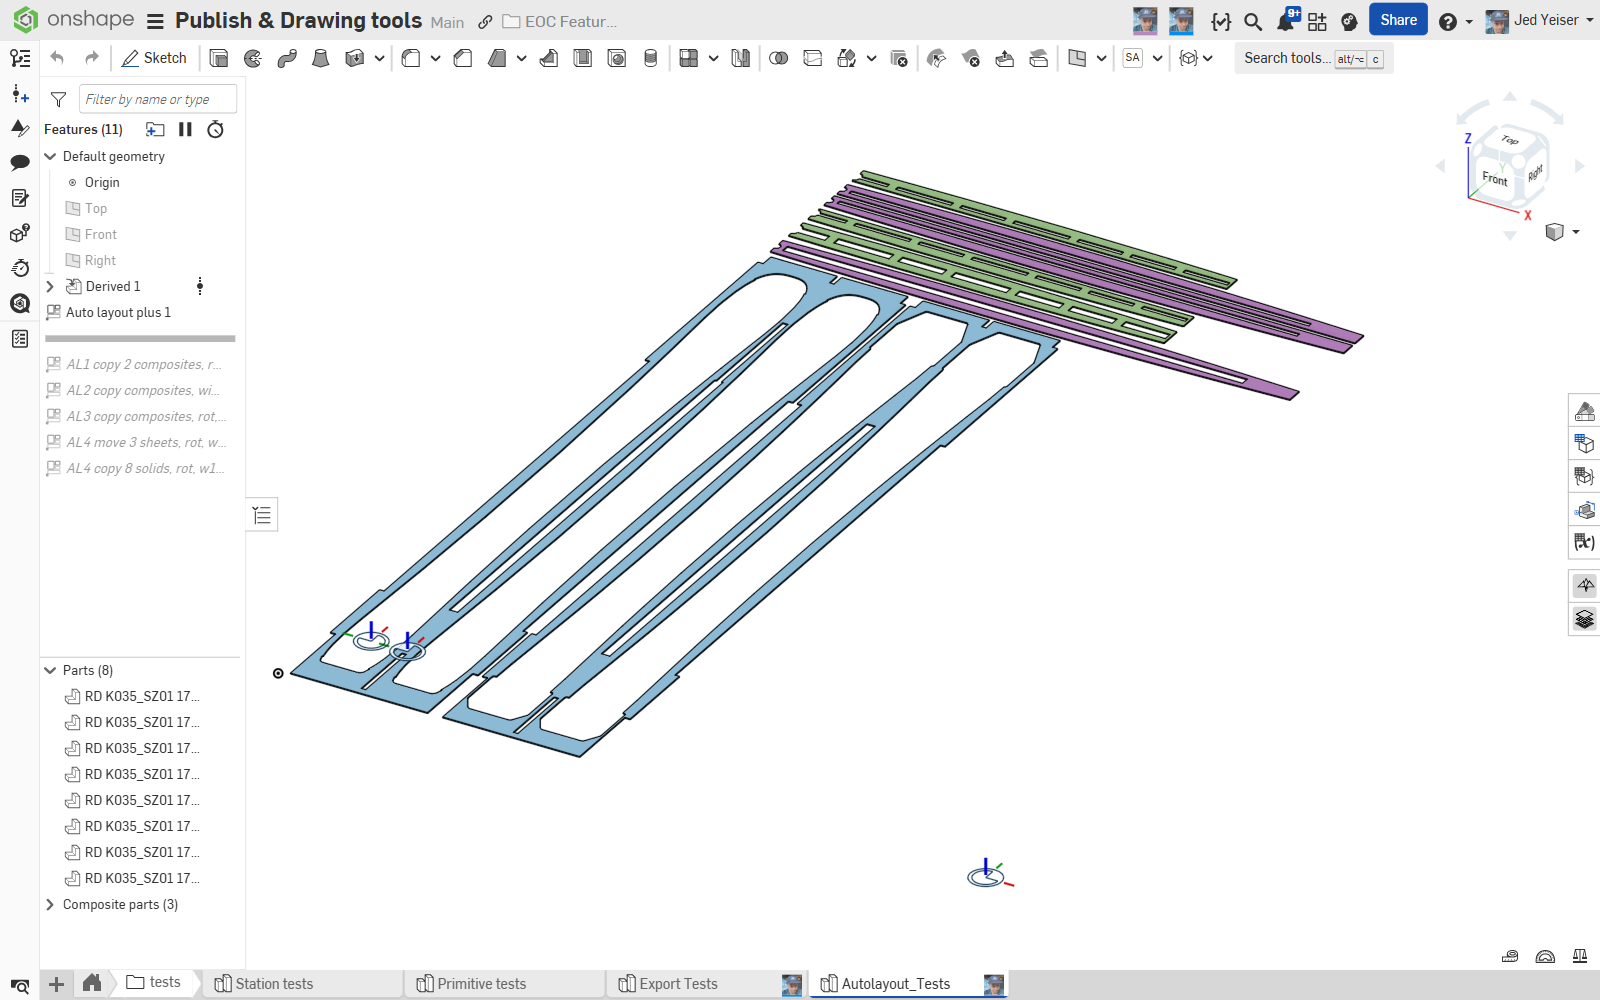 onshape
Publish & Drawing tools Main EOC Featur...
9+
Share
Jed Yeiser
Sketch
SA
Search tools... alt/⌥ c
Filter by name or type
Features (11)
Default geometry
Origin
Top
Front
Right
Derived 1
Auto layout plus 1
AL1 copy 2 composites, r...
AL2 copy composites, wi...
AL3 copy composites, rot,...
AL4 move 3 sheets, rot, w...
AL4 copy 8 solids, rot, w1...
Parts (8)
RD K035_SZ01 17...
RD K035_SZ01 17...
RD K035_SZ01 17...
RD K035_SZ01 17...
RD K035_SZ01 17...
RD K035_SZ01 17...
RD K035_SZ01 17...
RD K035_SZ01 17...
Composite parts (3)
Z
Top
Y
Front
Right
X
(x)
tests
Station tests
Primitive tests
Export Tests
Autolayout_Tests